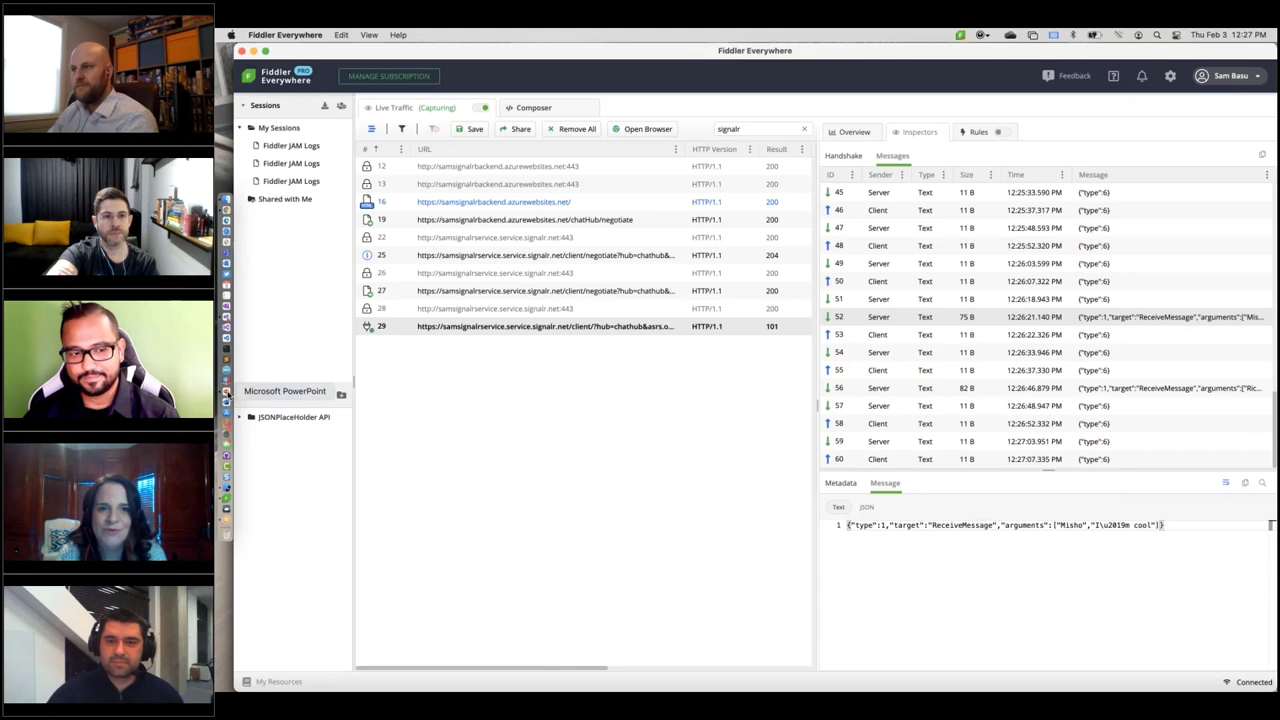 Fiddler Everywhere Edit View Help Thu Feb 3 12:27 PM
Fiddler Everywhere
Fiddler Everywhere PRO MANAGE SUBSCRIPTION Feedback Sam Basu
Sessions
My Sessions
Fiddler JAM Logs
Fiddler JAM Logs
Fiddler JAM Logs
Shared with Me
Microsoft PowerPoint
JSONPlaceHolder API
My Resources
Live Traffic (Capturing) Composer
Save Share Remove All Open Browser signalr
# URL HTTP Version Result
12 http://samsignalrbackend.azurewebsites.net:443 HTTP/1.1 200
13 http://samsignalrbackend.azurewebsites.net:443 HTTP/1.1 200
16 https://samsignalrbackend.azurewebsites.net/ HTTP/1.1 200
19 https://samsignalrbackend.azurewebsites.net/chatHub/negotiate HTTP/1.1 200
22 http://samsignalrservice.service.signalr.net:443 HTTP/1.1 200
25 https://samsignalrservice.service.signalr.net/client/negotiate?hub=chathub&... HTTP/1.1 204
26 http://samsignalrservice.service.signalr.net:443 HTTP/1.1 200
27 https://samsignalrservice.service.signalr.net/client/negotiate?hub=chathub&... HTTP/1.1 200
28 http://samsignalrservice.service.signalr.net:443 HTTP/1.1 200
29 https://samsignalrservice.service.signalr.net/client/?hub=chathub&asrs.o... HTTP/1.1 101
Overview Inspectors Rules
Handshake Messages
ID Sender Type Size Time Message
45 Server Text 11 B 12:25:33.590 PM {"type":6}
46 Client Text 11 B 12:25:37.317 PM {"type":6}
47 Server Text 11 B 12:25:48.593 PM {"type":6}
48 Client Text 11 B 12:25:52.320 PM {"type":6}
49 Server Text 11 B 12:26:03.599 PM {"type":6}
50 Client Text 11 B 12:26:07.322 PM {"type":6}
51 Server Text 11 B 12:26:18.943 PM {"type":6}
52 Server Text 75 B 12:26:21.140 PM {"type":1,"target":"ReceiveMessage","arguments":["Mis...
53 Client Text 11 B 12:26:22.326 PM {"type":6}
54 Server Text 11 B 12:26:33.946 PM {"type":6}
55 Client Text 11 B 12:26:37.330 PM {"type":6}
56 Server Text 82 B 12:26:46.879 PM {"type":1,"target":"ReceiveMessage","arguments":["Ric...
57 Server Text 11 B 12:26:48.947 PM {"type":6}
58 Client Text 11 B 12:26:52.332 PM {"type":6}
59 Server Text 11 B 12:27:03.951 PM {"type":6}
60 Client Text 11 B 12:27:07.335 PM {"type":6}
Metadata Message
Text JSON
1 {"type":1,"target":"ReceiveMessage","arguments":["Misho","I\u2019m cool"]}
Connected